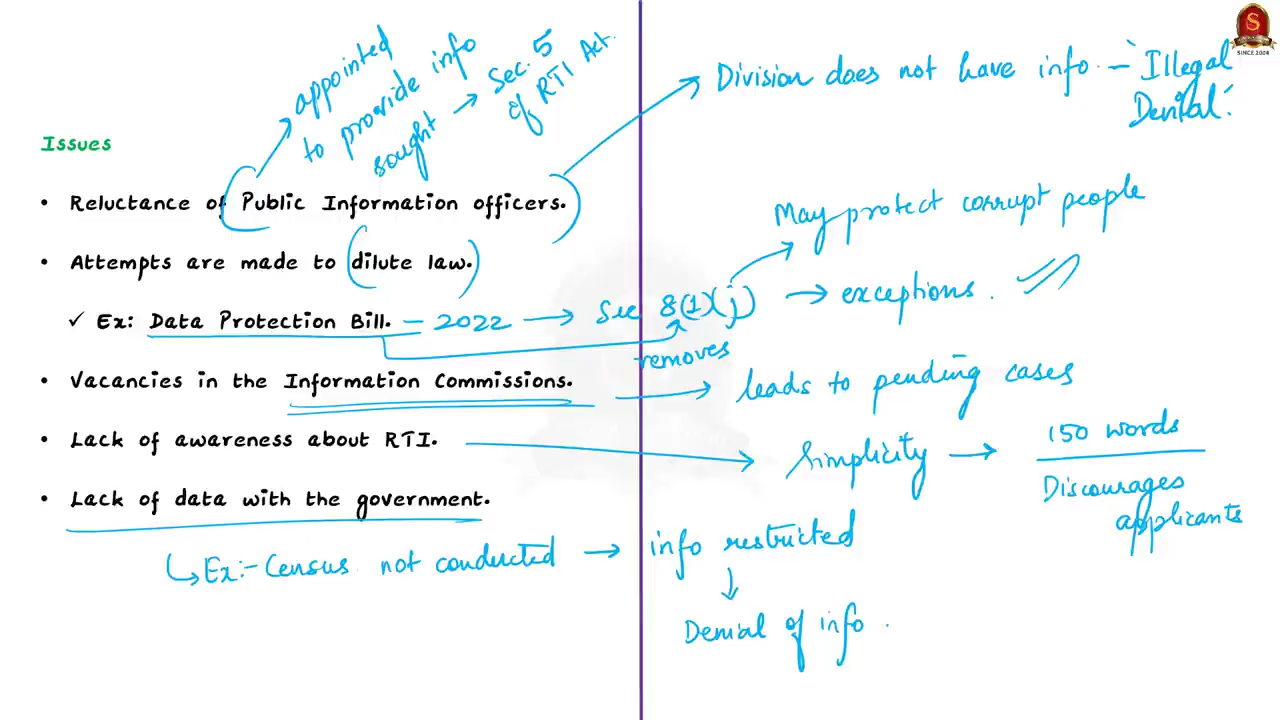 S
SINCE 2004
appointed
to provide info
sought → Sec. 5
of RTI Act.
Division does not have info - 'Illegal
Denial'
Issues
• Reluctance of (Public Information officers.)
May protect corrupt people
• Attempts are made to (dilute law.)
✓ Ex: Data Protection Bill. - 2022 → Sec 8(1)(j) → exceptions.
removes
• Vacancies in the Information Commissions. → leads to pending cases
• Lack of awareness about RTI. → Simplicity → 150 words
Discourages
applicants
• Lack of data with the government.
Ex:- Census not conducted → info restricted
↓
Denial of info.